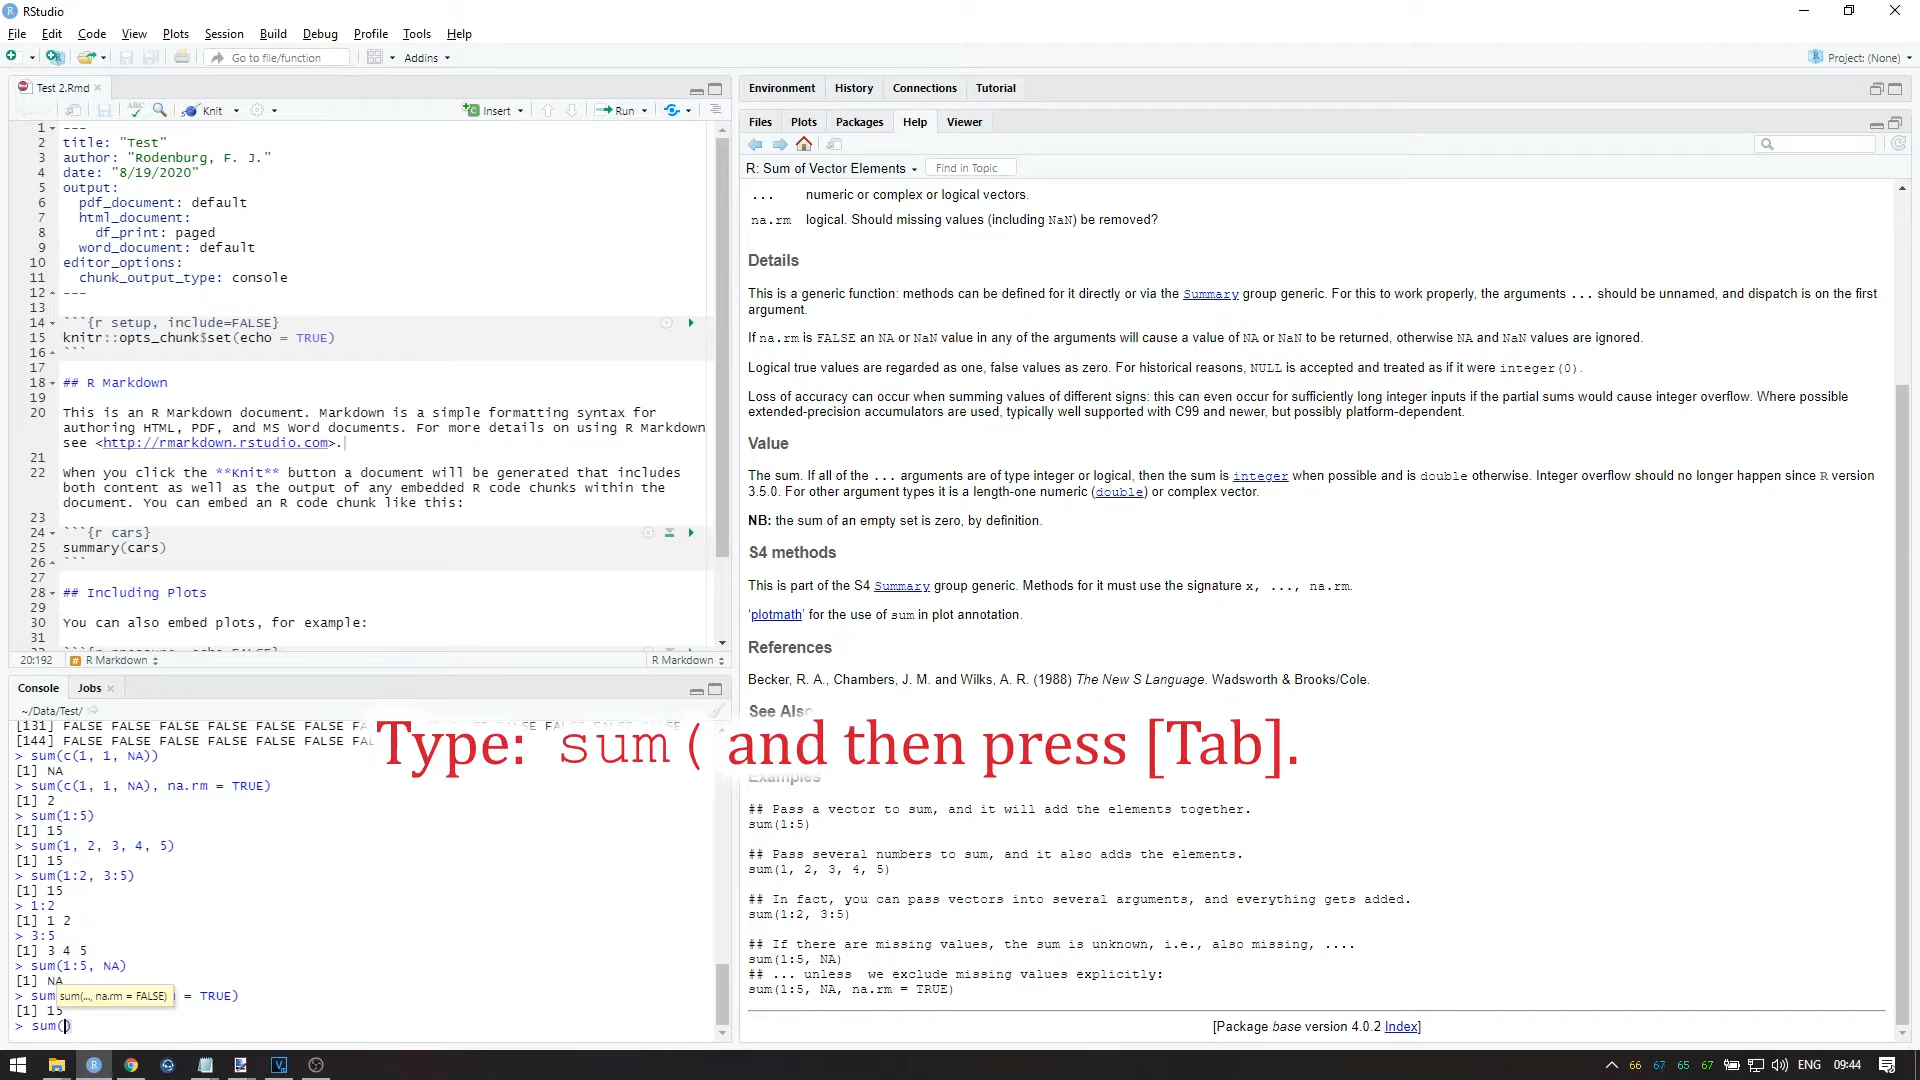 RStudio
File Edit Code View Plots Session Build Debug Profile Tools Help
Go to file/function Addins Project: (None)
Test 2.Rmd
ABC Knit Insert Run
1 ---
2 title: "Test"
3 author: "Rodenburg, F. J."
4 date: "8/19/2020"
5 output:
6 pdf_document: default
7 html_document:
8 df_print: paged
9 word_document: default
10 editor_options:
11 chunk_output_type: console
12 ---
13
14 ```{r setup, include=FALSE}
15 knitr::opts_chunk$set(echo = TRUE)
16 ```
17
18 ## R Markdown
19
20 This is an R Markdown document. Markdown is a simple formatting syntax for
authoring HTML, PDF, and MS Word documents. For more details on using R Markdown
see <http://rmarkdown.rstudio.com>.
21
22 When you click the **Knit** button a document will be generated that includes
both content as well as the output of any embedded R code chunks within the
document. You can embed an R code chunk like this:
23
24 ```{r cars}
25 summary(cars)
26 ```
27
28 ## Including Plots
29
30 You can also embed plots, for example:
31
20:192 R Markdown R Markdown
Console Jobs
~/Data/Test/
[131] FALSE FALSE FALSE FALSE FALSE FALSE
[144] FALSE FALSE FALSE FALSE FALSE FALSE
> sum(c(1, 1, NA))
[1] NA
> sum(c(1, 1, NA), na.rm = TRUE)
[1] 2
> sum(1:5)
[1] 15
> sum(1, 2, 3, 4, 5)
[1] 15
> sum(1:2, 3:5)
[1] 15
> 1:2
[1] 1 2
> 3:5
[1] 3 4 5
> sum(1:5, NA)
[1] NA
> sum = TRUE)
sum(..., na.rm = FALSE)
[1] 15
> sum()
Type: sum( and then press [Tab].
Environment History Connections Tutorial
Files Plots Packages Help Viewer
R: Sum of Vector Elements Find in Topic
... numeric or complex or logical vectors.
na.rm logical. Should missing values (including NaN) be removed?
Details
This is a generic function: methods can be defined for it directly or via the Summary group generic. For this to work properly, the arguments ... should be unnamed, and dispatch is on the first
argument.
If na.rm is FALSE an NA or NaN value in any of the arguments will cause a value of NA or NaN to be returned, otherwise NA and NaN values are ignored.
Logical true values are regarded as one, false values as zero. For historical reasons, NULL is accepted and treated as if it were integer(0).
Loss of accuracy can occur when summing values of different signs: this can even occur for sufficiently long integer inputs if the partial sums would cause integer overflow. Where possible
extended-precision accumulators are used, typically well supported with C99 and newer, but possibly platform-dependent.
Value
The sum. If all of the ... arguments are of type integer or logical, then the sum is integer when possible and is double otherwise. Integer overflow should no longer happen since R version
3.5.0. For other argument types it is a length-one numeric (double) or complex vector.
NB: the sum of an empty set is zero, by definition.
S4 methods
This is part of the S4 Summary group generic. Methods for it must use the signature x, ..., na.rm.
‘plotmath’ for the use of sum in plot annotation.
References
Becker, R. A., Chambers, J. M. and Wilks, A. R. (1988) The New S Language. Wadsworth & Brooks/Cole.
See Also
Examples
## Pass a vector to sum, and it will add the elements together.
sum(1:5)
## Pass several numbers to sum, and it also adds the elements.
sum(1, 2, 3, 4, 5)
## In fact, you can pass vectors into several arguments, and everything gets added.
sum(1:2, 3:5)
## If there are missing values, the sum is unknown, i.e., also missing, ....
sum(1:5, NA)
## ... unless we exclude missing values explicitly:
sum(1:5, NA, na.rm = TRUE)
[Package base version 4.0.2 Index]
66 67 65 67 ENG 09:44